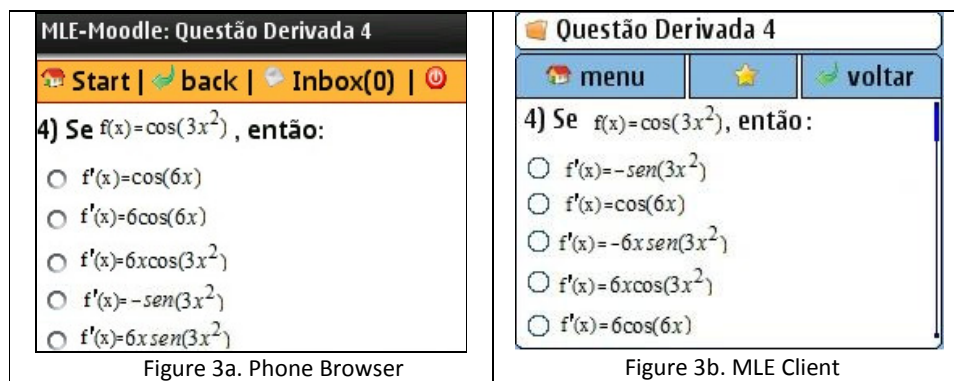 MLE-Moodle: Questão Derivada 4
Start | back | Inbox(0) |
4) Se f(x)=cos(3x²) , então:
f'(x)=cos(6x)
f'(x)=6cos(6x)
f'(x)=6xcos(3x²)
f'(x)=-sen(3x²)
f'(x)=6xsen(3x²)
Figure 3a. Phone Browser
Questão Derivada 4
menu voltar
4) Se f(x)=cos(3x²), então:
f'(x)=-sen(3x²)
f'(x)=cos(6x)
f'(x)=-6xsen(3x²)
f'(x)=6xcos(3x²)
f'(x)=6cos(6x)
Figure 3b. MLE Client